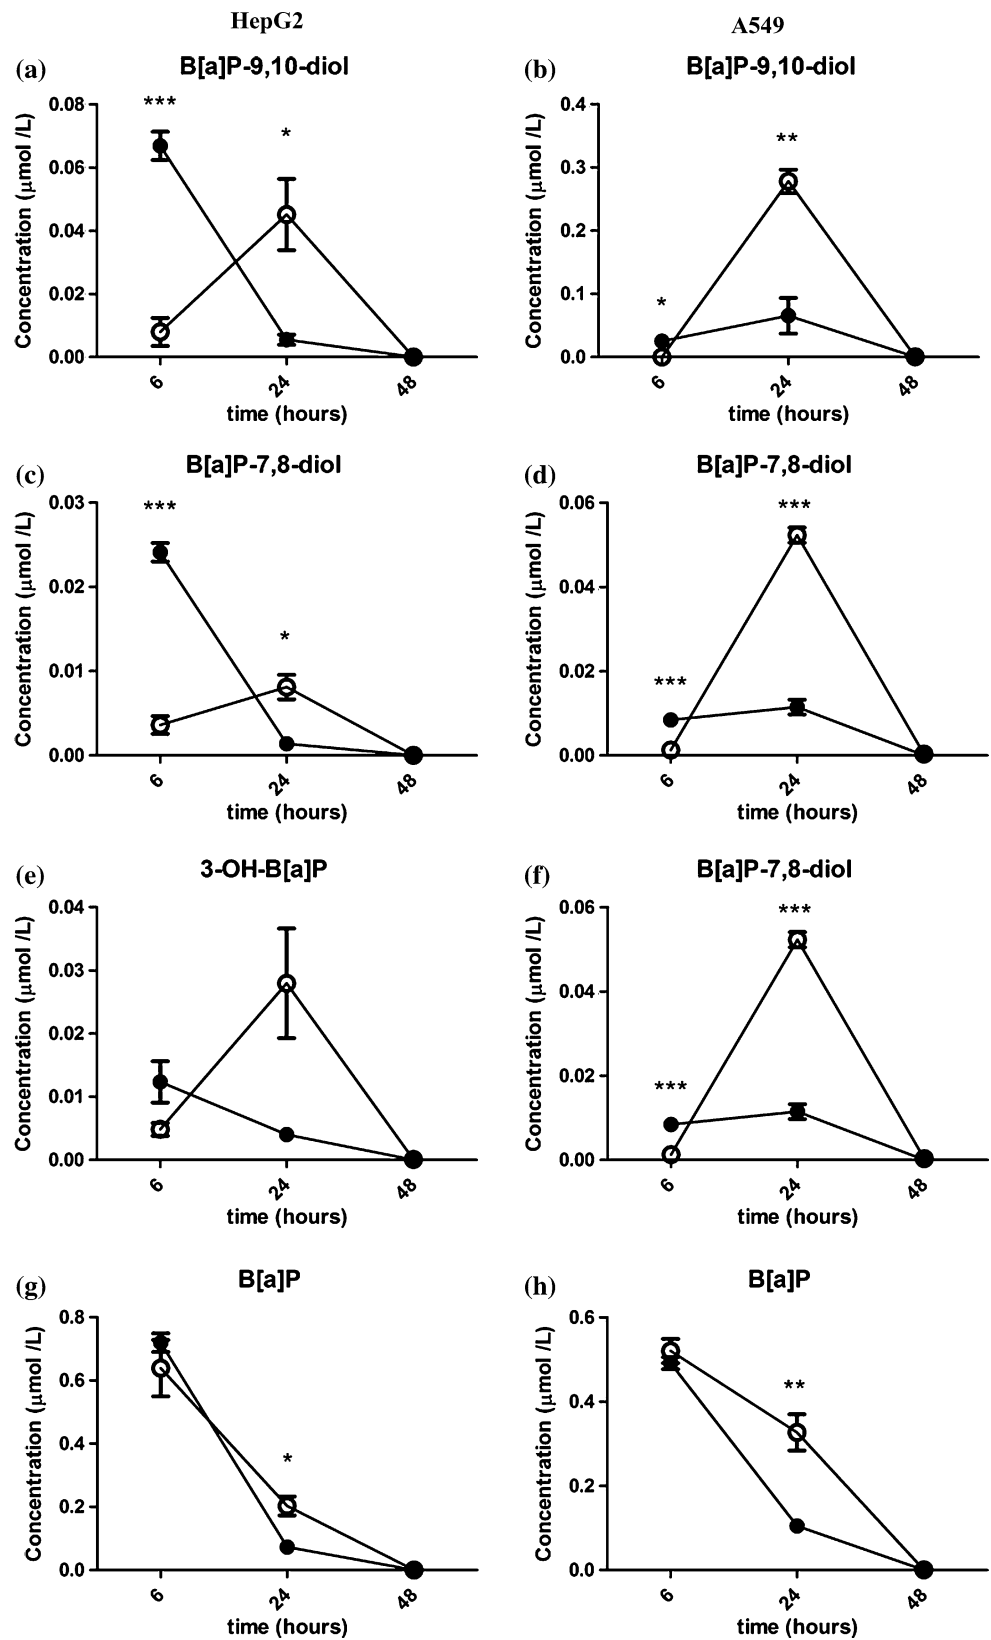 HepG2
A549
(a)
B[a]P-9,10-diol
***
*
Concentration (µmol /L)
0.08
0.06
0.04
0.02
0.00
6
24
48
time (hours)
(b)
B[a]P-9,10-diol
*
**
Concentration (µmol /L)
0.4
0.3
0.2
0.1
0.0
6
24
48
time (hours)
(c)
B[a]P-7,8-diol
***
*
Concentration (µmol /L)
0.03
0.02
0.01
0.00
6
24
48
time (hours)
(d)
B[a]P-7,8-diol
***
***
Concentration (µmol /L)
0.06
0.04
0.02
0.00
6
24
48
time (hours)
(e)
3-OH-B[a]P
Concentration (µmol /L)
0.04
0.03
0.02
0.01
0.00
6
24
48
time (hours)
(f)
B[a]P-7,8-diol
***
***
Concentration (µmol /L)
0.06
0.04
0.02
0.00
6
24
48
time (hours)
(g)
B[a]P
*
Concentration (µmol /L)
0.8
0.6
0.4
0.2
0.0
6
24
48
time (hours)
(h)
B[a]P
**
Concentration (µmol /L)
0.6
0.4
0.2
0.0
6
24
48
time (hours)